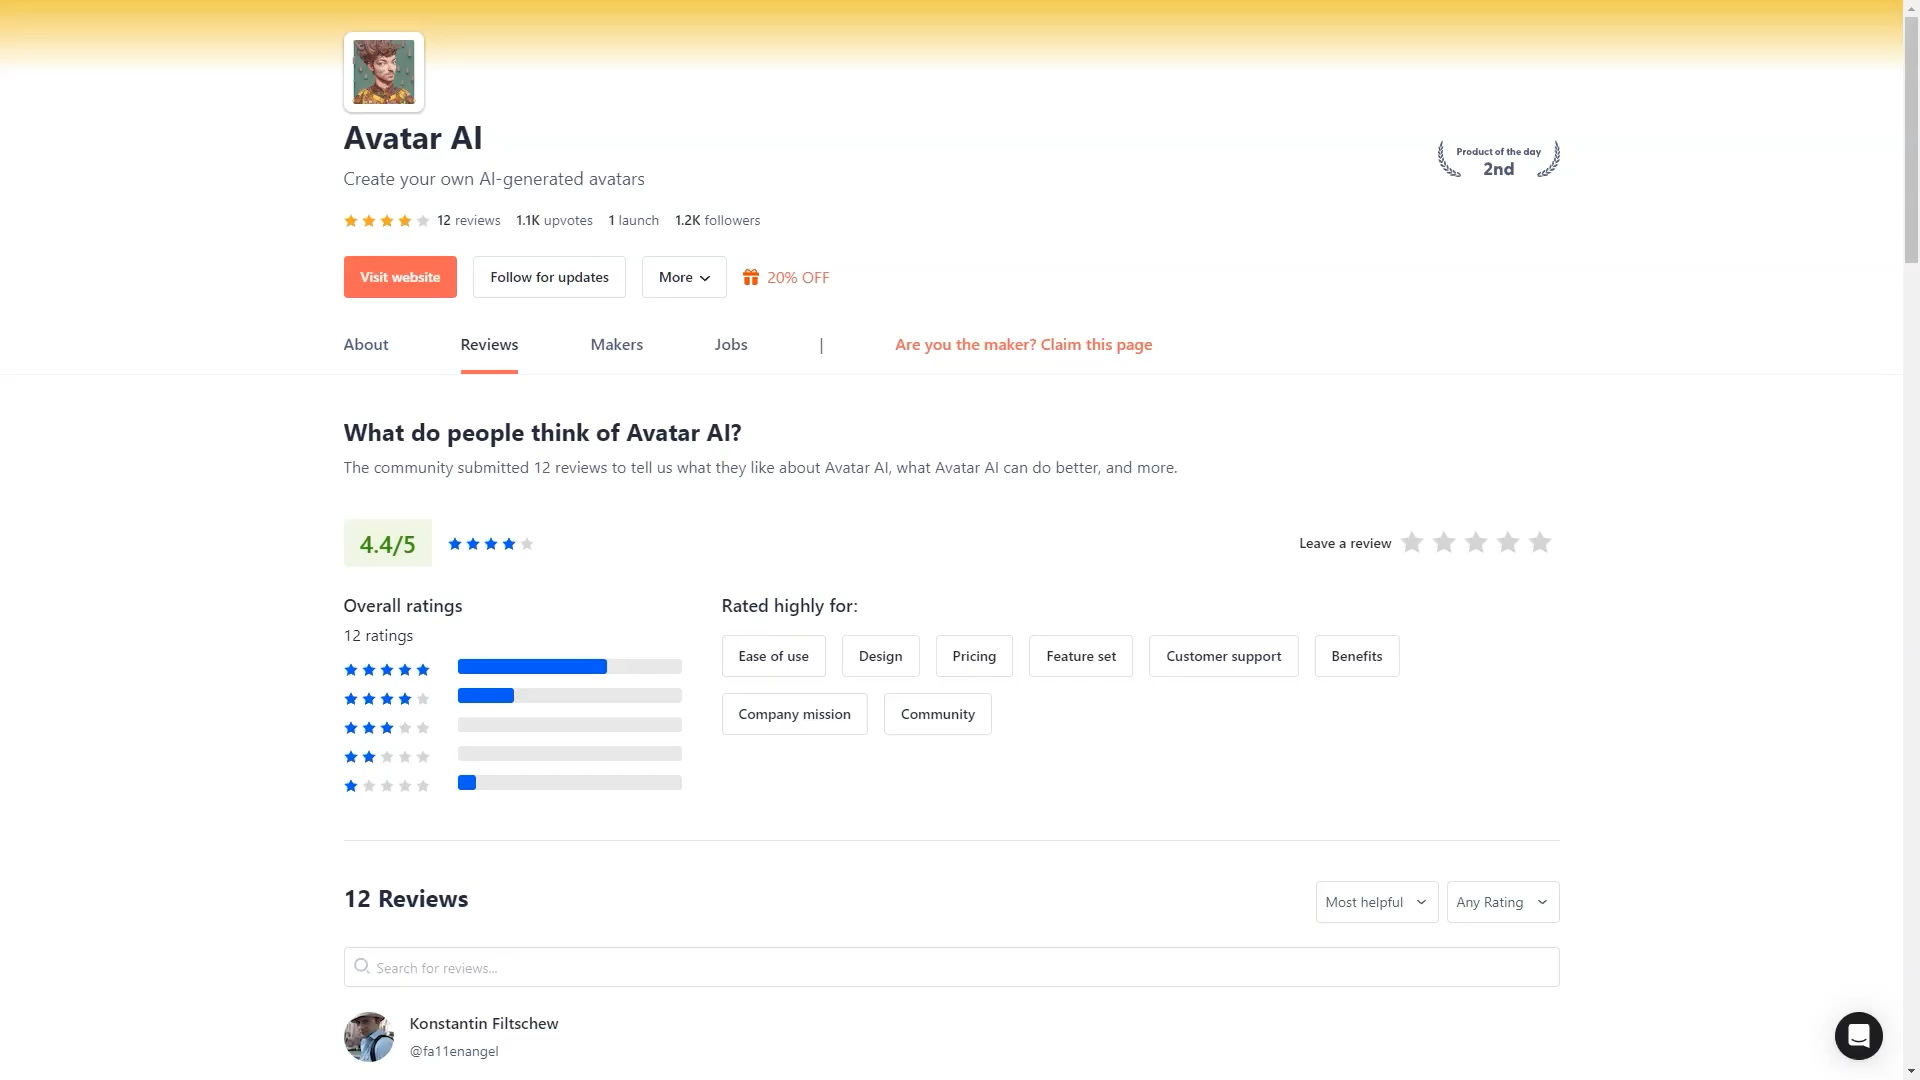 Avatar AI
Product of the day
2nd
Create your own AI-generated avatars
12 reviews 1.1K upvotes 1 launch 1.2K followers
Visit website Follow for updates More 20% OFF
About Reviews Makers Jobs | Are you the maker? Claim this page
What do people think of Avatar AI?
The community submitted 12 reviews to tell us what they like about Avatar AI, what Avatar AI can do better, and more.
4.4/5 Leave a review
Overall ratings
12 ratings
Rated highly for:
Ease of use Design Pricing Feature set Customer support Benefits
Company mission Community
12 Reviews Most helpful Any Rating
Search for reviews...
Konstantin Filtschew
@fa11enangel